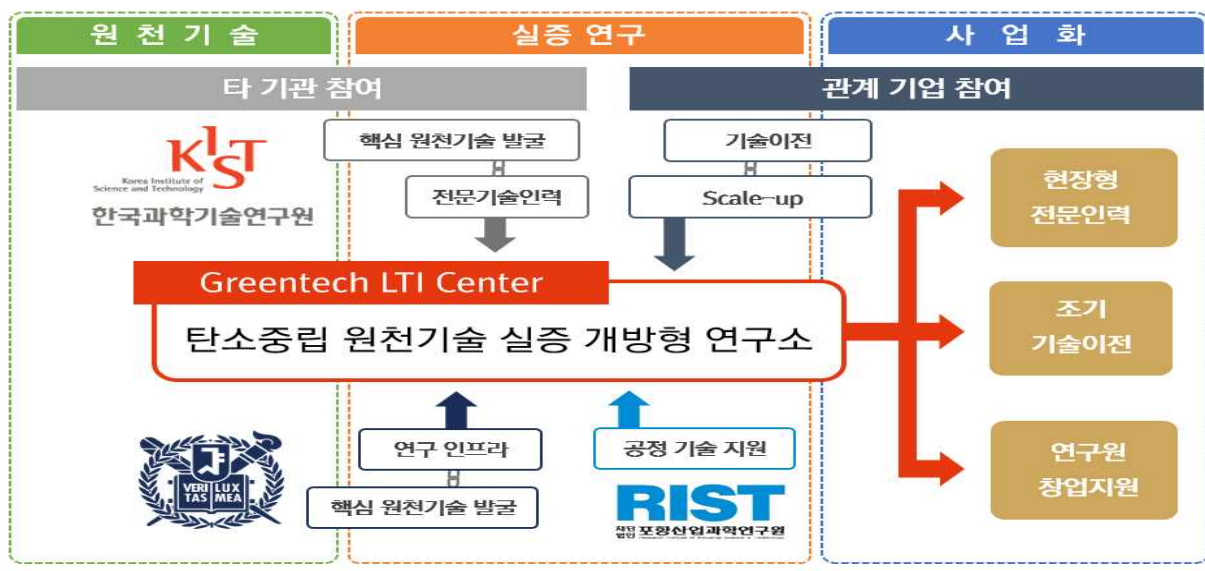 원 천 기 술
실증 연구
사 업 화
타 기관 참여
관계 기업 참여
KIST
Korea Institute of
Science and Technology
한국과학기술연구원
핵심 원천기술 발굴
전문기술인력
기술이전
Scale-up
Greentech LTI Center
탄소중립 원천기술 실증 개방형 연구소
현장형
전문인력
조기
기술이전
연구원
창업지원
VERI LUX
TAS MEA
연구 인프라
핵심 원천기술 발굴
공정 기술 지원
RIST
재단
법인 포항산업과학연구원